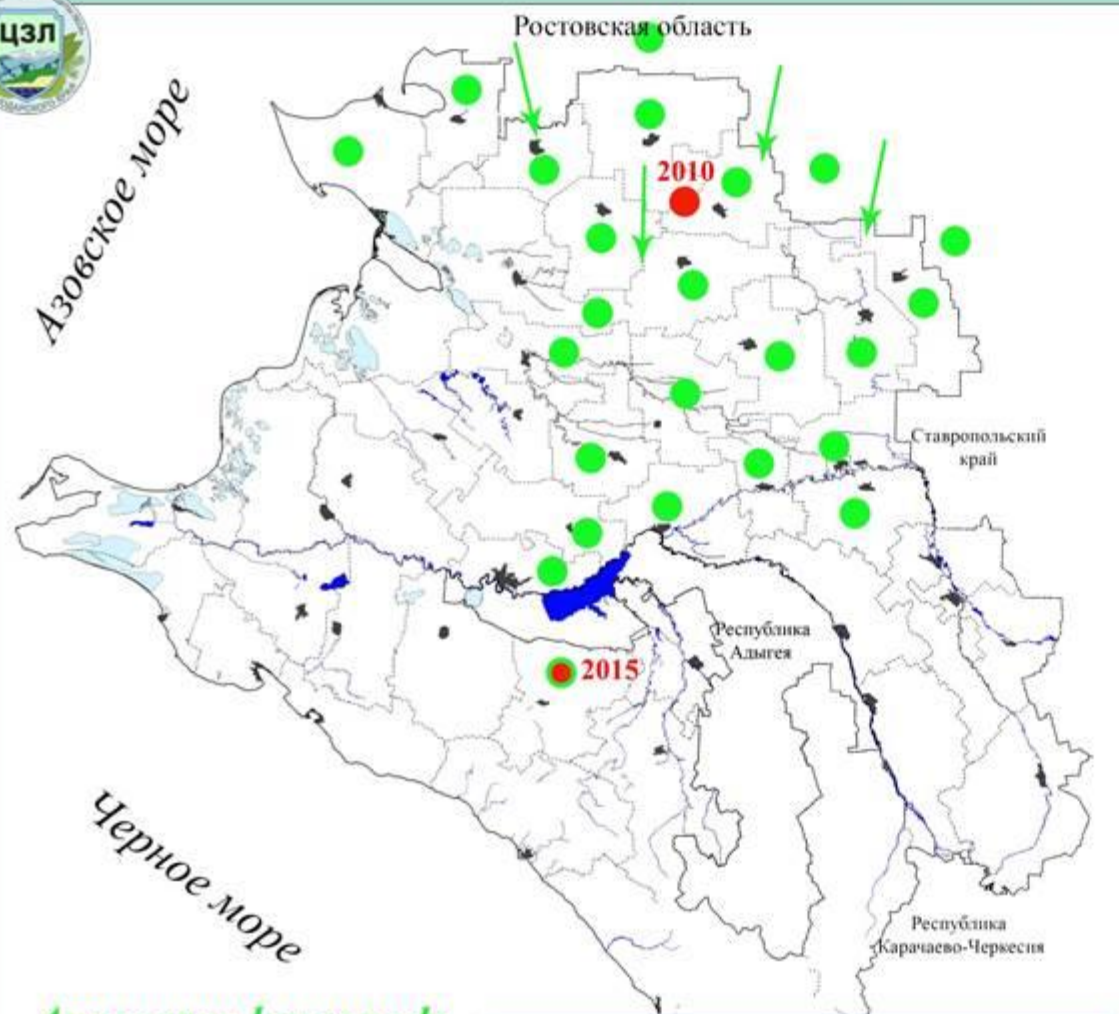 ЦЗЛ
Ростовская область
Азовское море
2010
Ставропольский
край
Республика
Адыгея
2015
Черное море
Республика
Карачаево-Черкесия